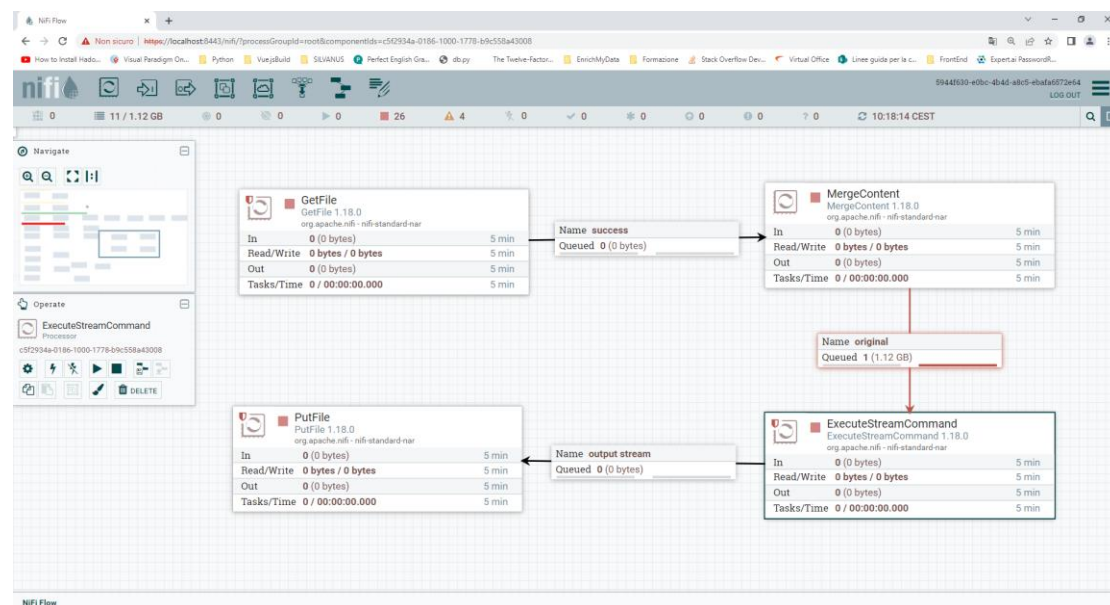 NiFi Flow
Non sicuro | https://localhost:8443/nifi/?processGroupId=root&componentIds=c5f2934a-0186-1000-1778-b9c558a43008
How to install Hado... Visual Paradigm On... Python VuejsBuild SILVANUS Perfect English Gra... db.py The Twelve-Factor... EnrichMyData Formazione Stack Overflow Dev... Virtual Office Linee guida per la c... FrontEnd Expert.ai PasswordR...
nifi
LOG OUT
0 11 / 1.12 GB 0 0 0 26 4 0 0 0 0 0 0 10:18:14 CEST
Navigate
Operate
ExecuteStreamCommand
Processor
c5f2934a-0186-1000-1778-b9c558a43008
DELETE
GetFile
GetFile 1.18.0
org.apache.nifi - nifi-standard-nar
In 0 (0 bytes) 5 min
Read/Write 0 bytes / 0 bytes 5 min
Out 0 (0 bytes) 5 min
Tasks/Time 0 / 00:00:00.000 5 min
Name success
Queued 0 (0 bytes)
MergeContent
MergeContent 1.18.0
org.apache.nifi - nifi-standard-nar
In 0 (0 bytes) 5 min
Read/Write 0 bytes / 0 bytes 5 min
Out 0 (0 bytes) 5 min
Tasks/Time 0 / 00:00:00.000 5 min
Name original
Queued 1 (1.12 GB)
ExecuteStreamCommand
ExecuteStreamCommand 1.18.0
org.apache.nifi - nifi-standard-nar
In 0 (0 bytes) 5 min
Read/Write 0 bytes / 0 bytes 5 min
Out 0 (0 bytes) 5 min
Tasks/Time 0 / 00:00:00.000 5 min
Name output stream
Queued 0 (0 bytes)
PutFile
PutFile 1.18.0
org.apache.nifi - nifi-standard-nar
In 0 (0 bytes) 5 min
Read/Write 0 bytes / 0 bytes 5 min
Out 0 (0 bytes) 5 min
Tasks/Time 0 / 00:00:00.000 5 min
NiFi Flow